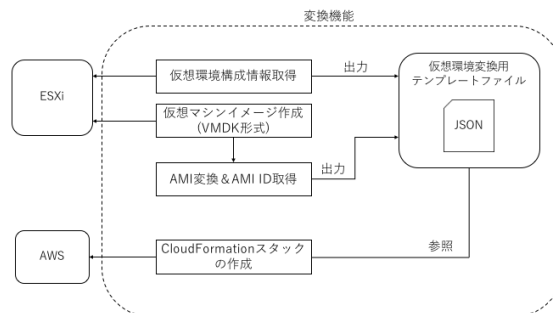 変換機能
仮想環境構成情報取得
出力
仮想環境変換用
テンプレートファイル
ESXi
仮想マシンイメージ作成
(VMDK形式)
JSON
出力
AMI変換＆AMI ID取得
AWS
CloudFormationスタック
の作成
参照